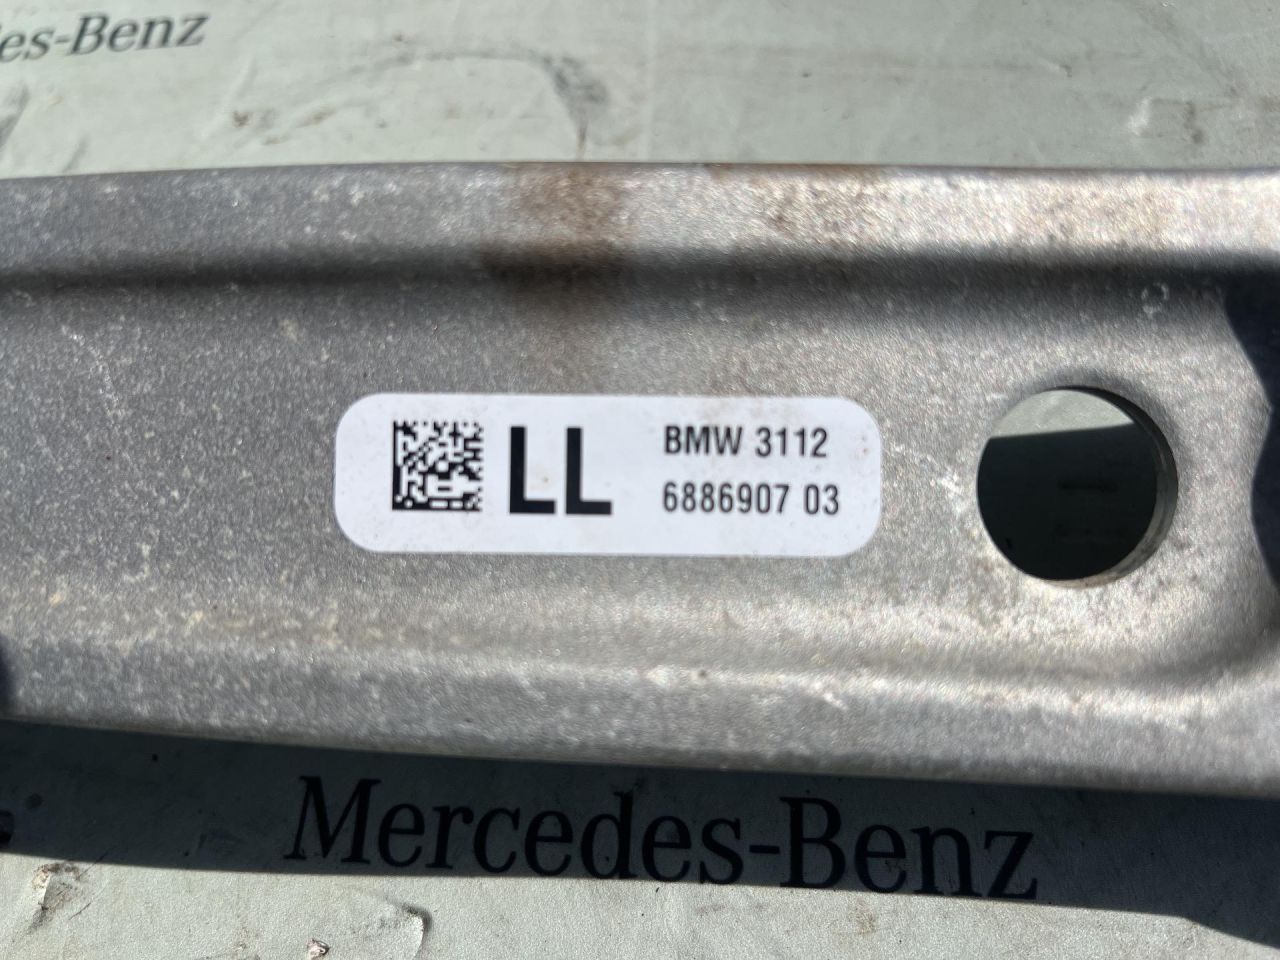 es-Benz
LL
BMW 3112
6886907 03
Mercedes-Benz